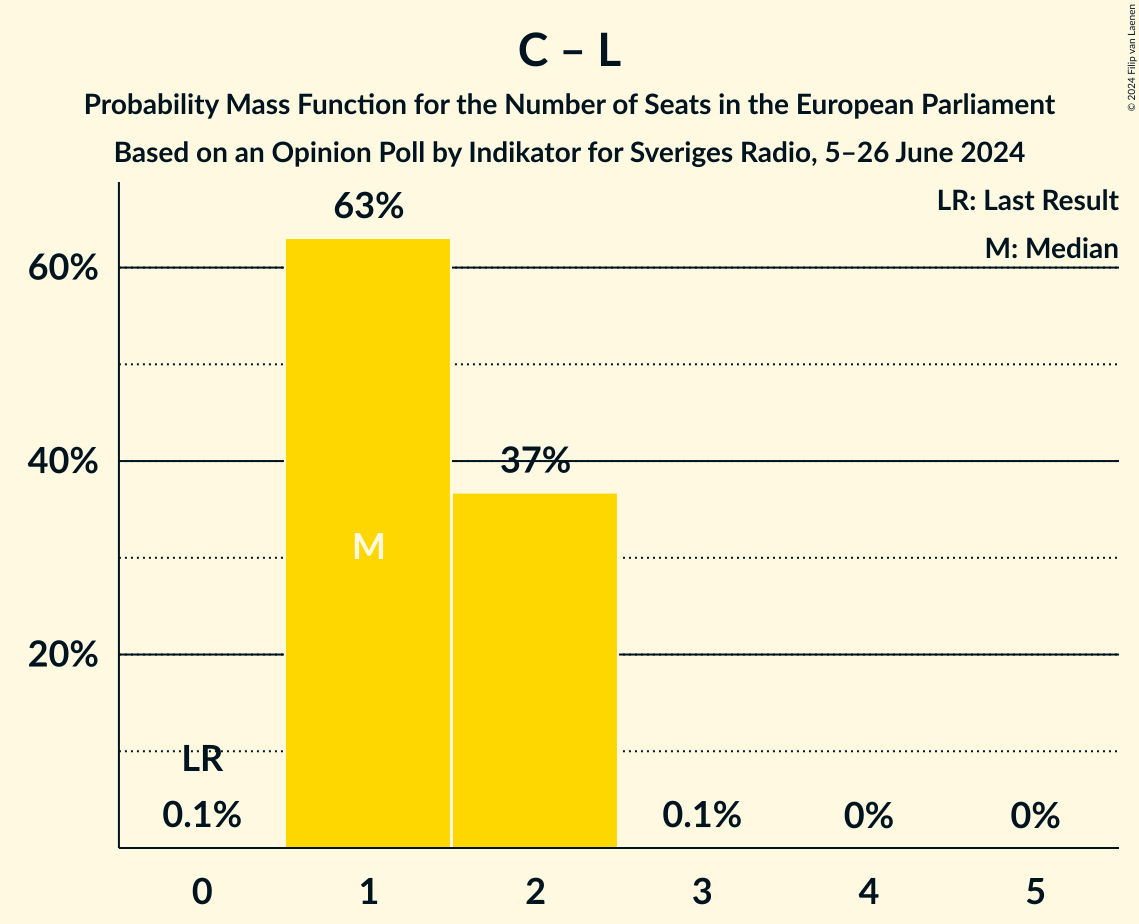 C – L
Probability Mass Function for the Number of Seats in the European Parliament
Based on an Opinion Poll by Indikator for Sveriges Radio, 5–26 June 2024
© 2024 Filip van Laenen
LR: Last Result
M: Median
63%
60%
40%
37%
M
20%
LR
0.1%
0.1%
0%
0%
0
1
2
3
4
5